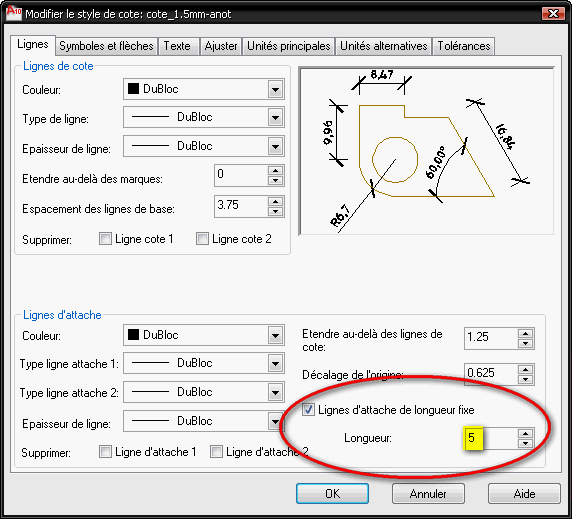 A10 Modifier le style de cote: cote_1.5mm-anot
Lignes Symboles et flèches Texte Ajuster Unités principales Unités alternatives Tolérances
Lignes de cote
Couleur: DuBloc
Type de ligne: DuBloc
Epaisseur de ligne: DuBloc
Etendre au-delà des marques: 0
Espacement des lignes de base: 3.75
Supprimer: Ligne cote 1 Ligne cote 2
8,47
9,96
16,84
60,00°
R6,7
Lignes d'attache
Couleur: DuBloc
Type ligne attache 1: DuBloc
Type ligne attache 2: DuBloc
Epaisseur de ligne: DuBloc
Supprimer: Ligne d'attache 1 Ligne d'attache 2
Etendre au-delà des lignes de
cote: 1.25
Décalage de l'origine: 0.625
Lignes d'attache de longueur fixe
Longueur: 5
OK Annuler Aide